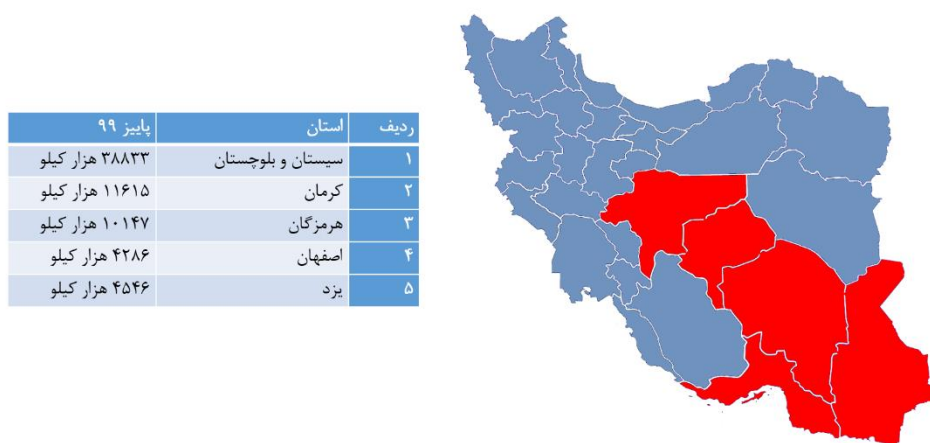 ردیف استان پاییز ۹۹
۱ سیستان و بلوچستان ۳۸۸۳۳ هزار کیلو
۲ کرمان ۱۱۶۱۵ هزار کیلو
۳ هرمزگان ۱۰۱۴۷ هزار کیلو
۴ اصفهان ۴۲۸۶ هزار کیلو
۵ یزد ۴۵۴۶ هزار کیلو